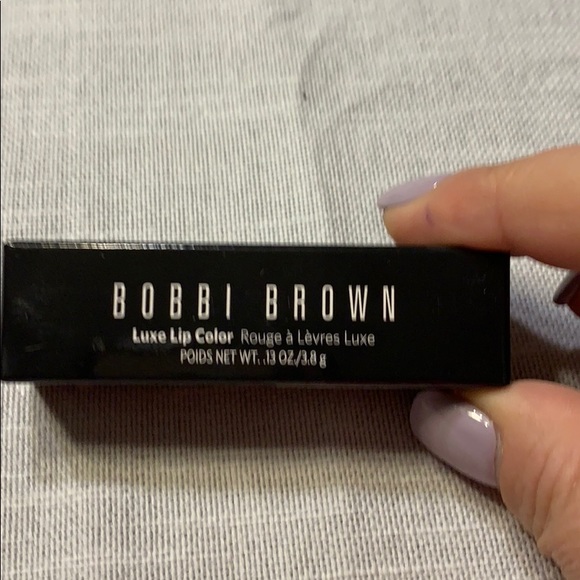 BOBBI BROWN
Luxe Lip Color Rouge à Lèvres Luxe
POIDS NET WT. .13 OZ./3.8 g